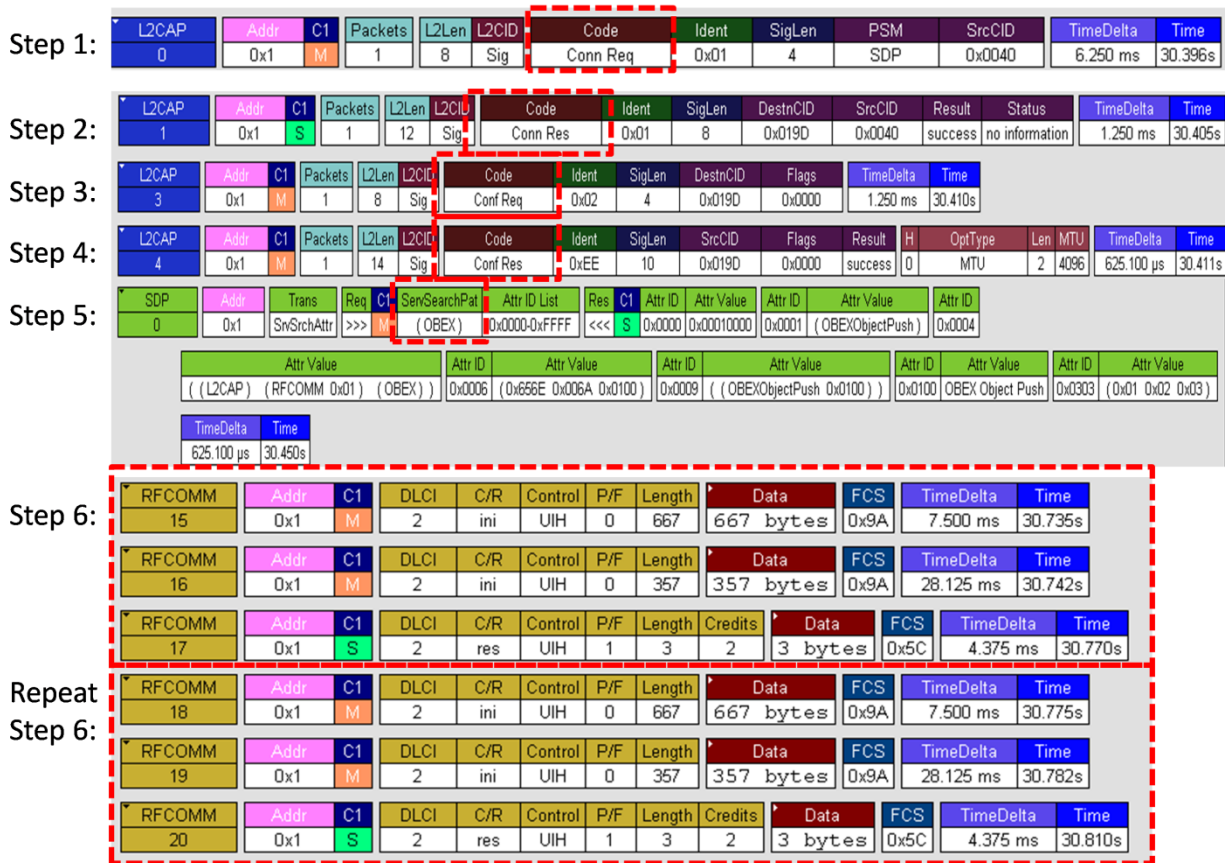 L2CAP Addr C1 Packets L2Len L2CID Code Ident SigLen PSM SrcCID TimeDelta Time
Step 1: 0 0x1 M 1 8 Sig Conn Req 0x01 4 SDP 0x0040 6.250 ms 30.396s
L2CAP Addr C1 Packets L2Len L2CID Code Ident SigLen DestnCID SrcCID Result Status TimeDelta Time
Step 2: 1 0x1 S 1 12 Sig Conn Res 0x01 8 0x019D 0x0040 success no information 1.250 ms 30.405s
L2CAP Addr C1 Packets L2Len L2CID Code Ident SigLen DestnCID Flags TimeDelta Time
Step 3: 3 0x1 M 1 8 Sig Conf Req 0x02 4 0x019D 0x0000 1.250 ms 30.410s
L2CAP Addr C1 Packets L2Len L2CID Code Ident SigLen SrcCID Flags Result H OptType Len MTU TimeDelta Time
Step 4: 4 0x1 M 1 14 Sig Conf Res 0xEE 10 0x019D 0x0000 success 0 MTU 2 4096 625.100 µs 30.411s
SDP Addr Trans Req C1 ServSearchPat Attr ID List Res C1 Attr ID Attr Value Attr ID Attr Value Attr ID
Step 5: 0 0x1 SrvSrchAttr >>> M ( OBEX ) 0x0000-0xFFFF <<< S 0x0000 0x00010000 0x0001 ( OBEXObjectPush ) 0x0004
Attr Value Attr ID Attr Value Attr ID Attr Value Attr ID Attr Value Attr ID Attr Value
( ( L2CAP ) ( RFCOMM 0x01 ) ( OBEX ) ) 0x0006 ( 0x656E 0x006A 0x0100 ) 0x0009 ( ( OBEXObjectPush 0x0100 ) ) 0x0100 OBEX Object Push 0x0303 ( 0x01 0x02 0x03 )
TimeDelta Time
625.100 µs 30.450s
RFCOMM Addr C1 DLCI C/R Control P/F Length Data FCS TimeDelta Time
Step 6: 15 0x1 M 2 ini UIH 0 667 667 bytes 0x9A 7.500 ms 30.735s
RFCOMM Addr C1 DLCI C/R Control P/F Length Data FCS TimeDelta Time
16 0x1 M 2 ini UIH 0 357 357 bytes 0x9A 28.125 ms 30.742s
RFCOMM Addr C1 DLCI C/R Control P/F Length Credits Data FCS TimeDelta Time
17 0x1 S 2 res UIH 1 3 2 3 bytes 0x5C 4.375 ms 30.770s
Repeat RFCOMM Addr C1 DLCI C/R Control P/F Length Data FCS TimeDelta Time
Step 6: 18 0x1 M 2 ini UIH 0 667 667 bytes 0x9A 7.500 ms 30.775s
RFCOMM Addr C1 DLCI C/R Control P/F Length Data FCS TimeDelta Time
19 0x1 M 2 ini UIH 0 357 357 bytes 0x9A 28.125 ms 30.782s
RFCOMM Addr C1 DLCI C/R Control P/F Length Credits Data FCS TimeDelta Time
20 0x1 S 2 res UIH 1 3 2 3 bytes 0x5C 4.375 ms 30.810s